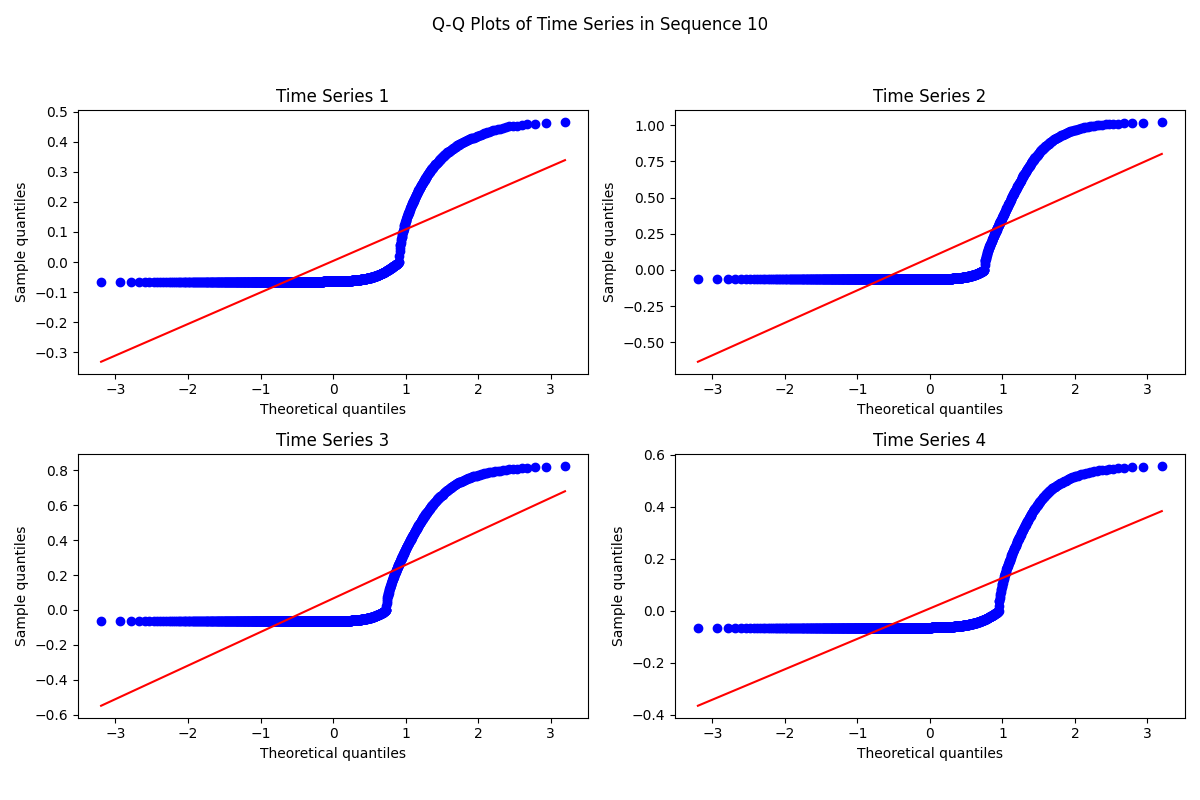 Q-Q Plots of Time Series in Sequence 10
Time Series 1
Sample quantiles
0.5
0.4
0.3
0.2
0.1
0.0
−0.1
−0.2
−0.3
−3 −2 −1 0 1 2 3
Theoretical quantiles
Time Series 2
Sample quantiles
1.00
0.75
0.50
0.25
0.00
−0.25
−0.50
−3 −2 −1 0 1 2 3
Theoretical quantiles
Time Series 3
Sample quantiles
0.8
0.6
0.4
0.2
0.0
−0.2
−0.4
−0.6
−3 −2 −1 0 1 2 3
Theoretical quantiles
Time Series 4
Sample quantiles
0.6
0.4
0.2
0.0
−0.2
−0.4
−3 −2 −1 0 1 2 3
Theoretical quantiles